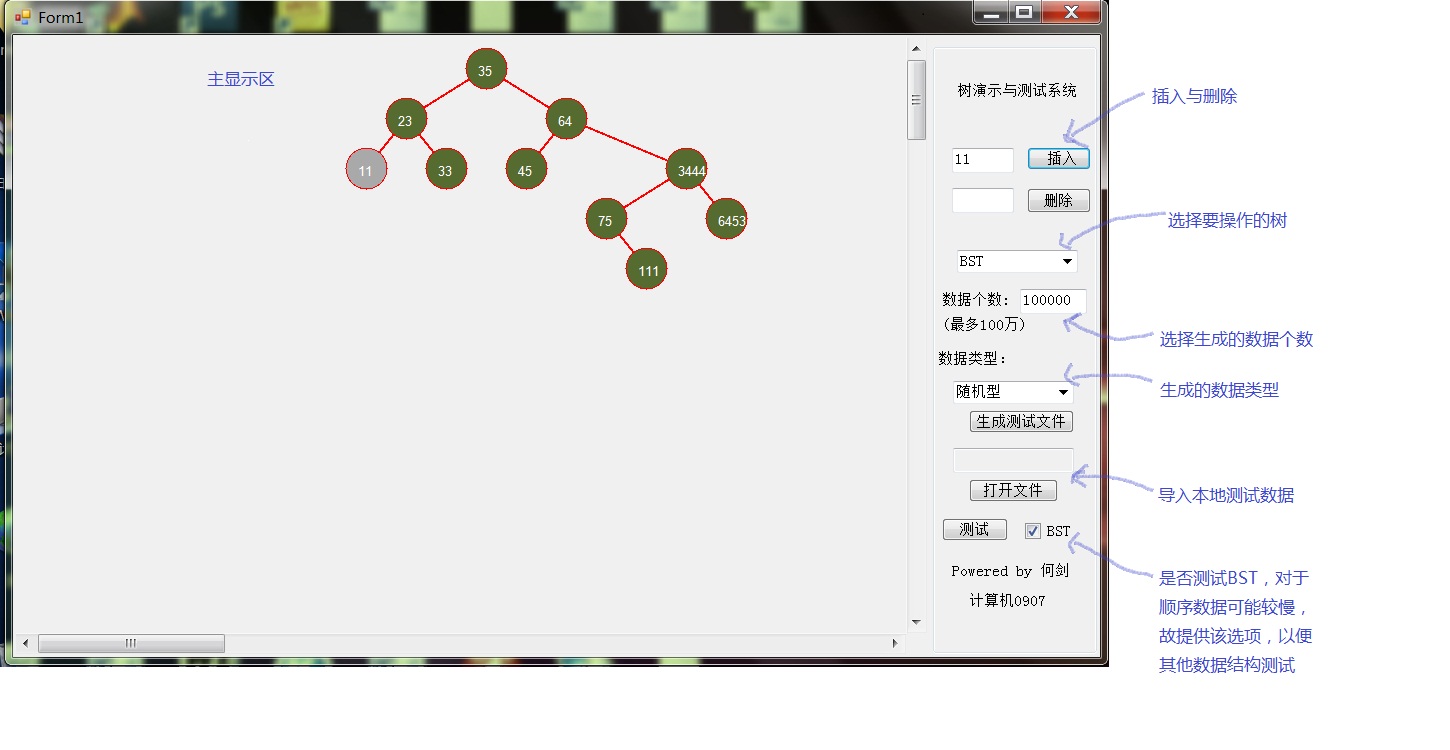 Form1
主显示区
35
23
64
11
33
45
3444
75
6453
111
树演示与测试系统
11
插入
删除
BST
数据个数：
100000
(最多100万)
数据类型：
随机型
生成测试文件
打开文件
测试
BST
Powered by 何剑
计算机0907
插入与删除
选择要操作的树
选择生成的数据个数
生成的数据类型
导入本地测试数据
是否测试BST，对于
顺序数据可能较慢，
故提供该选项，以便
其他数据结构测试